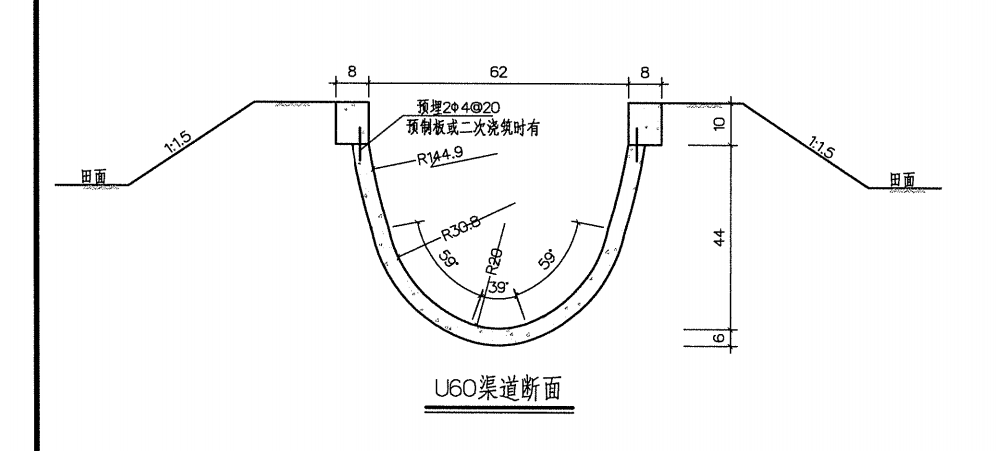 8 62 8
预埋2Φ4@20
预制板或二次浇筑时有
10
1:1.5
1:1.5
R144.9
田面
田面
R30.8
44
59°
R20
59°
39°
6
U60渠道断面